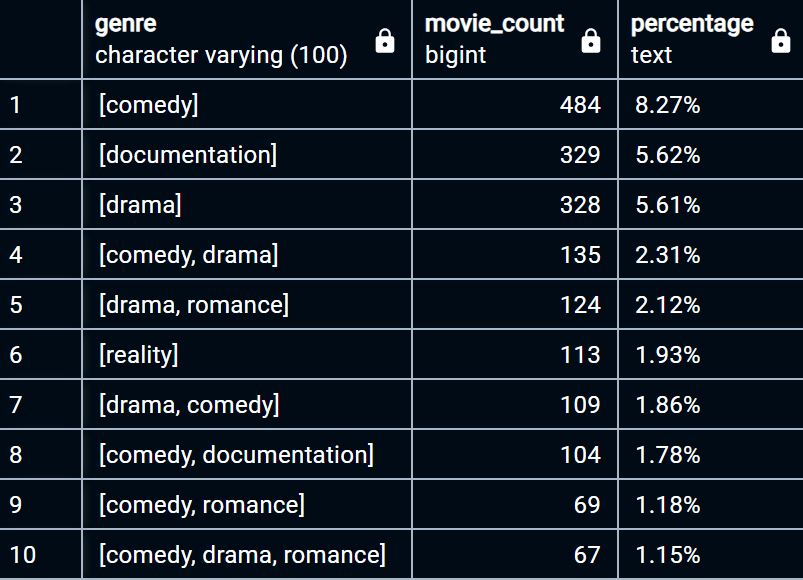 genre movie_count percentage
character varying (100) bigint text
1 [comedy] 484 8.27%
2 [documentation] 329 5.62%
3 [drama] 328 5.61%
4 [comedy, drama] 135 2.31%
5 [drama, romance] 124 2.12%
6 [reality] 113 1.93%
7 [drama, comedy] 109 1.86%
8 [comedy, documentation] 104 1.78%
9 [comedy, romance] 69 1.18%
10 [comedy, drama, romance] 67 1.15%